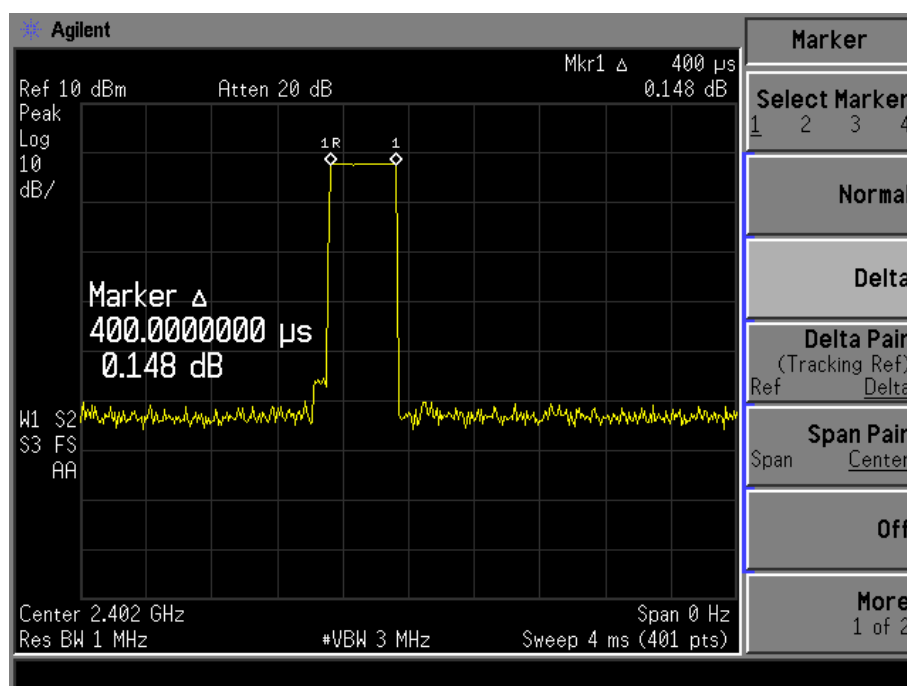 Agilent
Marker
Mkr1 Δ 400 µs
Ref 10 dBm Atten 20 dB 0.148 dB
Peak
Log
10
dB/
1R 1
Marker Δ
400.0000000 µs
0.148 dB
W1 S2
S3 FS
AA
Center 2.402 GHz Span 0 Hz
Res BW 1 MHz #VBW 3 MHz Sweep 4 ms (401 pts)
Select Marker
1 2 3 4
Normal
Delta
Delta Pair
(Tracking Ref)
Ref Delta
Span Pair
Span Center
Off
More
1 of 2